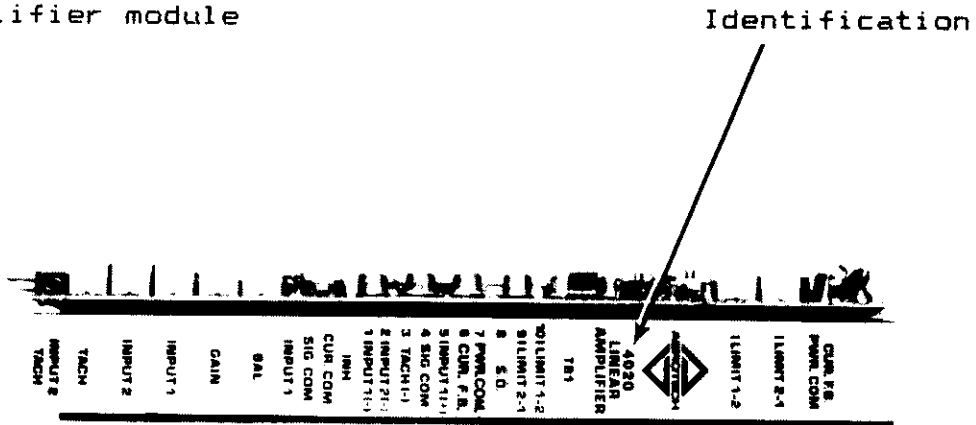 lifier module
Identification
CUR. F.B.
PWR. COM
I LIMIT 2-1
I LIMIT 1-2
AEROTECH
4020
LINEAR
AMPLIFIER
TB1
10 I LIMIT 1-2
9 I LIMIT 2-1
8 S.D.
7 PWR.COM.
6 CUR. F.B.
5 INPUT 1(+)
4 SIG COM
3 TACH (-)
2 INPUT 2(-)
1 INPUT 1(-)
INH
CUR COM
SIG COM
INPUT 1
BAL
GAIN
INPUT 1
INPUT 2
TACH
INPUT 2
TACH